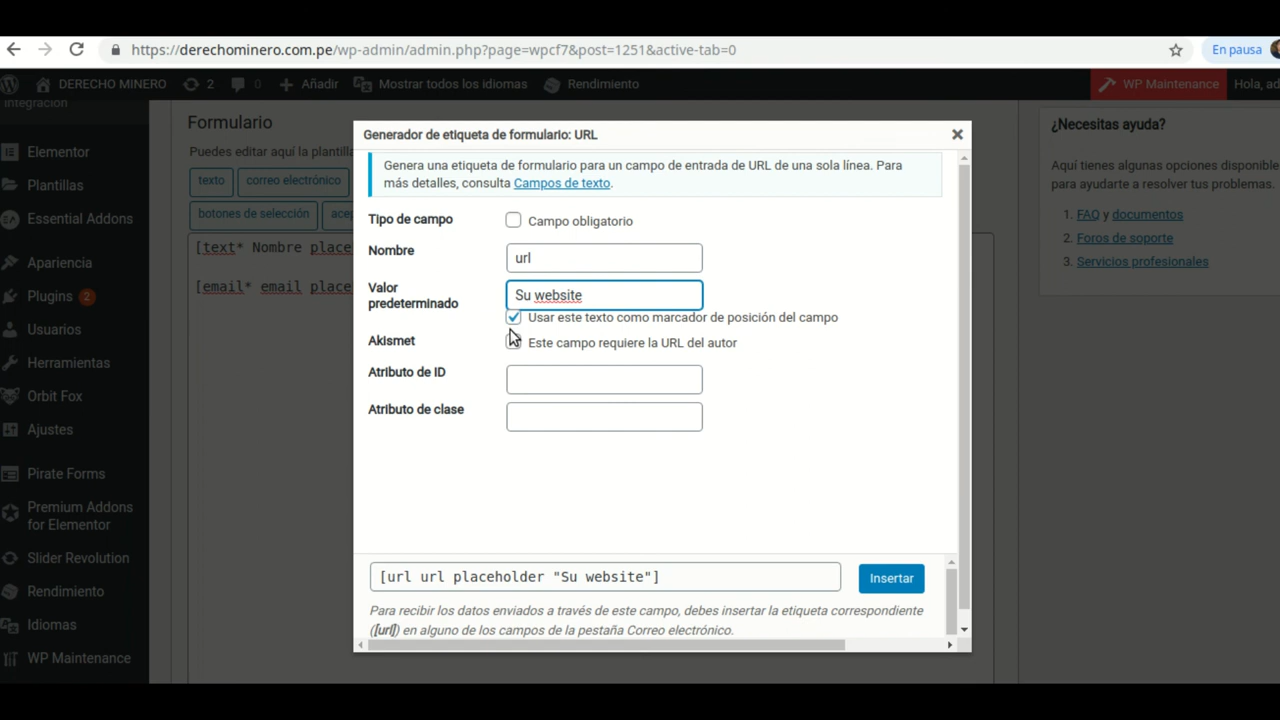 https://derechominero.com.pe/wp-admin/admin.php?page=wpcf7&post=1251&active-tab=0
En pausa
DERECHO MINERO
2
0
Añadir
Mostrar todos los idiomas
Rendimiento
WP Maintenance
Hola, ad
Integración
Elementor
Plantillas
Essential Addons
Apariencia
Plugins 2
Usuarios
Herramientas
Orbit Fox
Ajustes
Pirate Forms
Premium Addons
for Elementor
Slider Revolution
Rendimiento
Idiomas
WP Maintenance
Formulario
Puedes editar aquí la plantilla
texto
correo electrónico
botones de selección
acep
[text* Nombre place
[email* email place
Generador de etiqueta de formulario: URL
Genera una etiqueta de formulario para un campo de entrada de URL de una sola línea. Para
más detalles, consulta Campos de texto.
Tipo de campo
Campo obligatorio
Nombre
url
Valor
predeterminado
Su website
Usar este texto como marcador de posición del campo
Akismet
Este campo requiere la URL del autor
Atributo de ID
Atributo de clase
[url url placeholder "Su website"]
Insertar
Para recibir los datos enviados a través de este campo, debes insertar la etiqueta correspondiente
([url]) en alguno de los campos de la pestaña Correo electrónico.
¿Necesitas ayuda?
Aquí tienes algunas opciones disponible
para ayudarte a resolver tus problemas.
1. FAQ y documentos
2. Foros de soporte
3. Servicios profesionales